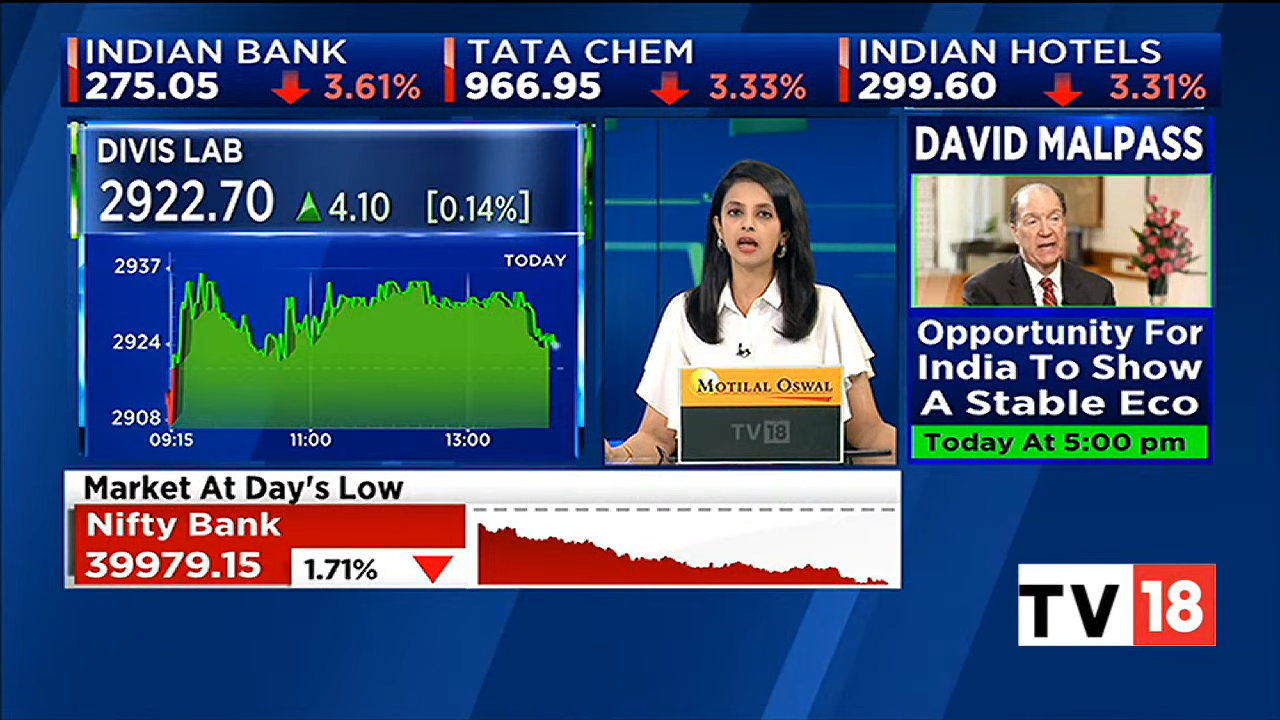 INDIAN BANK
275.05 3.61%
TATA CHEM
966.95 3.33%
INDIAN HOTELS
299.60 3.31%
DIVIS LAB
2922.70 4.10 [0.14%]
TODAY
2937
2924
2908
09:15 11:00 13:00
MOTILAL OSWAL
TV18
DAVID MALPASS
Opportunity For
India To Show
A Stable Eco
Today At 5:00 pm
Market At Day's Low
Nifty Bank
39979.15 1.71%
TV18